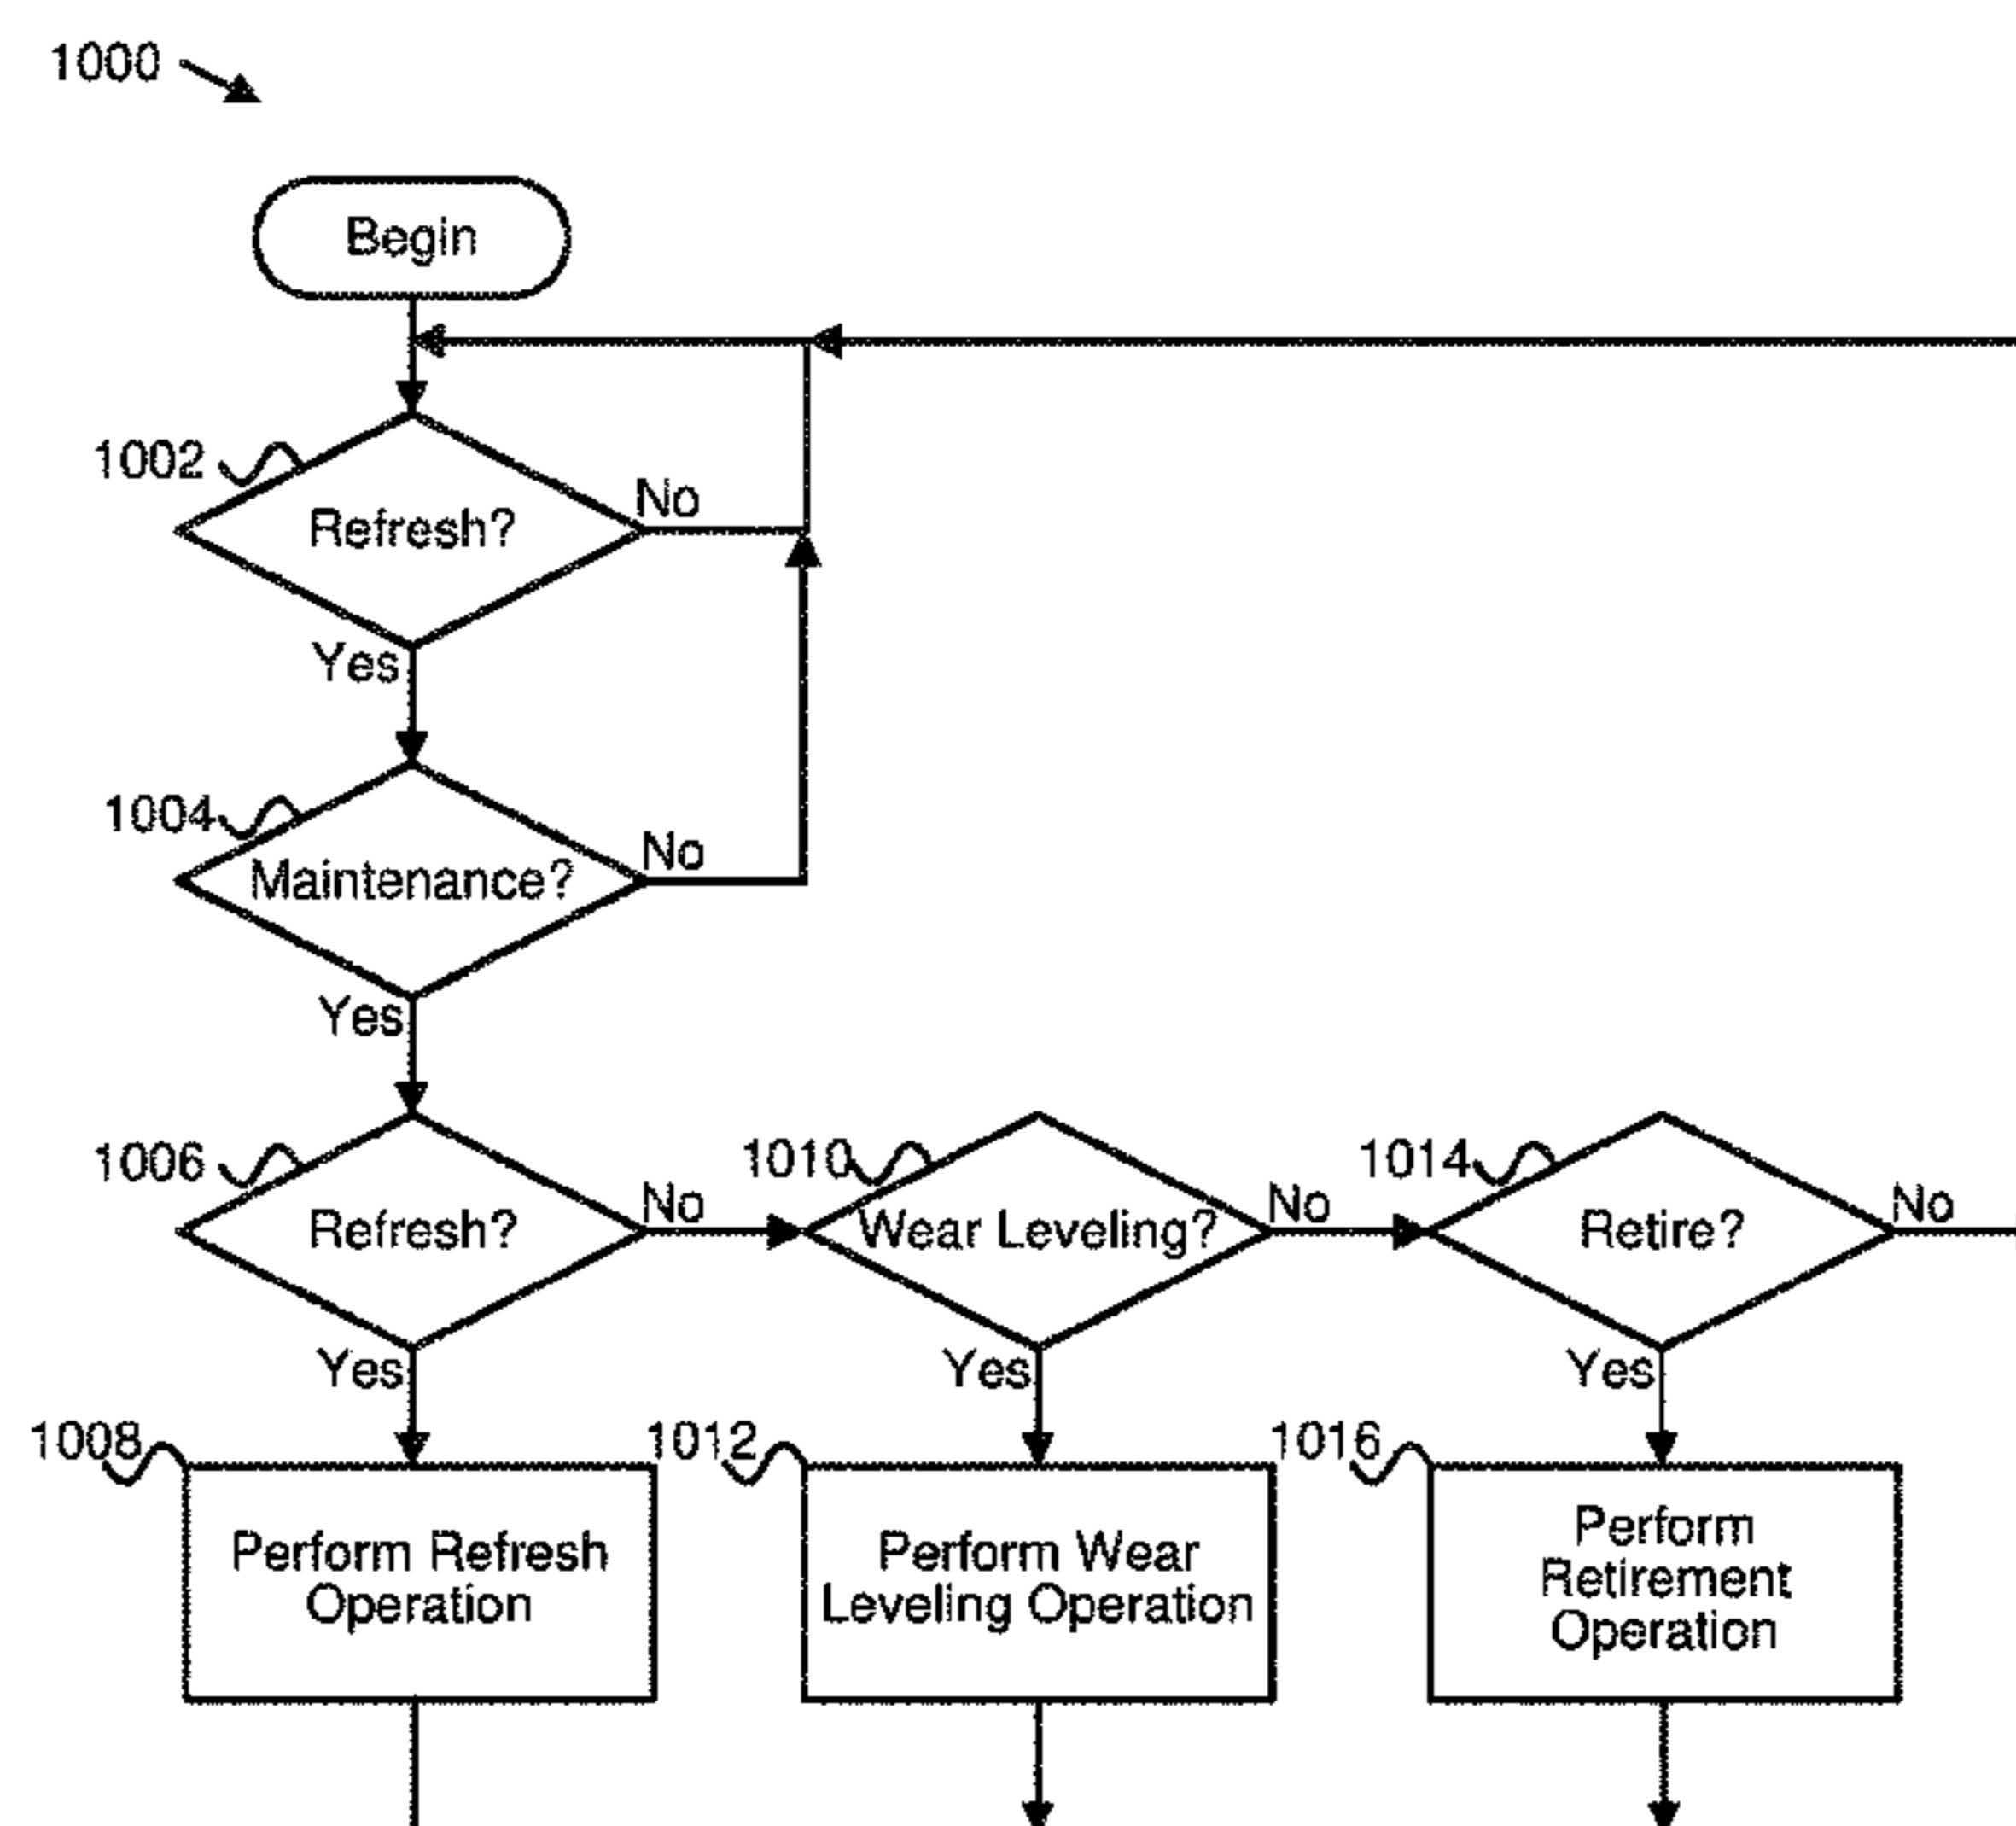 1000
Begin
1002
Refresh?
No
Yes
1004
Maintenance?
No
Yes
1006
Refresh?
No
1010
Wear Leveling?
No
1014
Retire?
No
Yes
Yes
Yes
1008
Perform Refresh
Operation
1012
Perform Wear
Leveling Operation
1016
Perform
Retirement
Operation